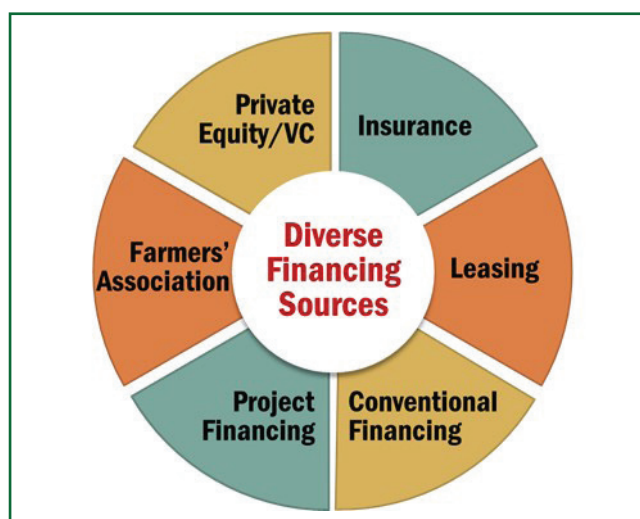 Private
Equity/VC
Insurance
Farmers'
Association
Diverse
Financing
Sources
Leasing
Project
Financing
Conventional
Financing